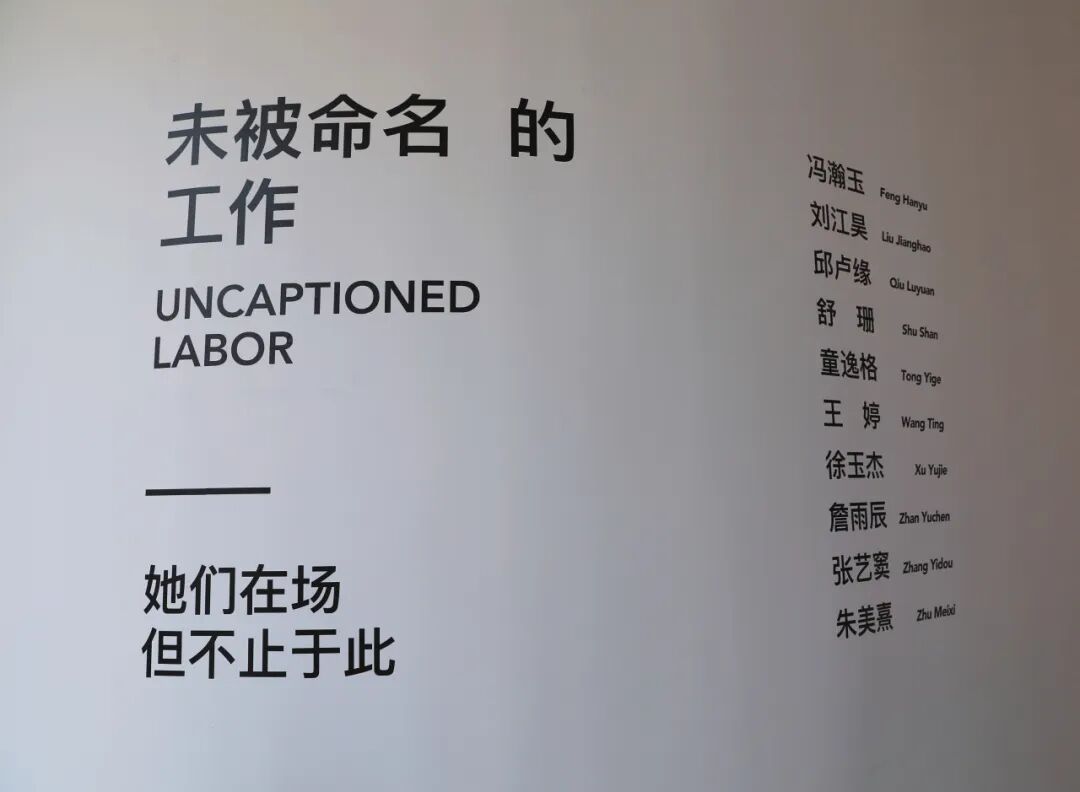 未被命名 的
工作
UNCAPTIONED
LABOR
她们在场
但不止于此
冯瀚玉 Feng Hanyu
刘江昊 Liu Jianghao
邱卢缘 Qiu Luyuan
舒 珊 Shu Shan
童逸格 Tong Yige
王 婷 Wang Ting
徐玉杰 Xu Yujie
詹雨辰 Zhan Yuchen
张艺窦 Zhang Yidou
朱美熹 Zhu Meixi